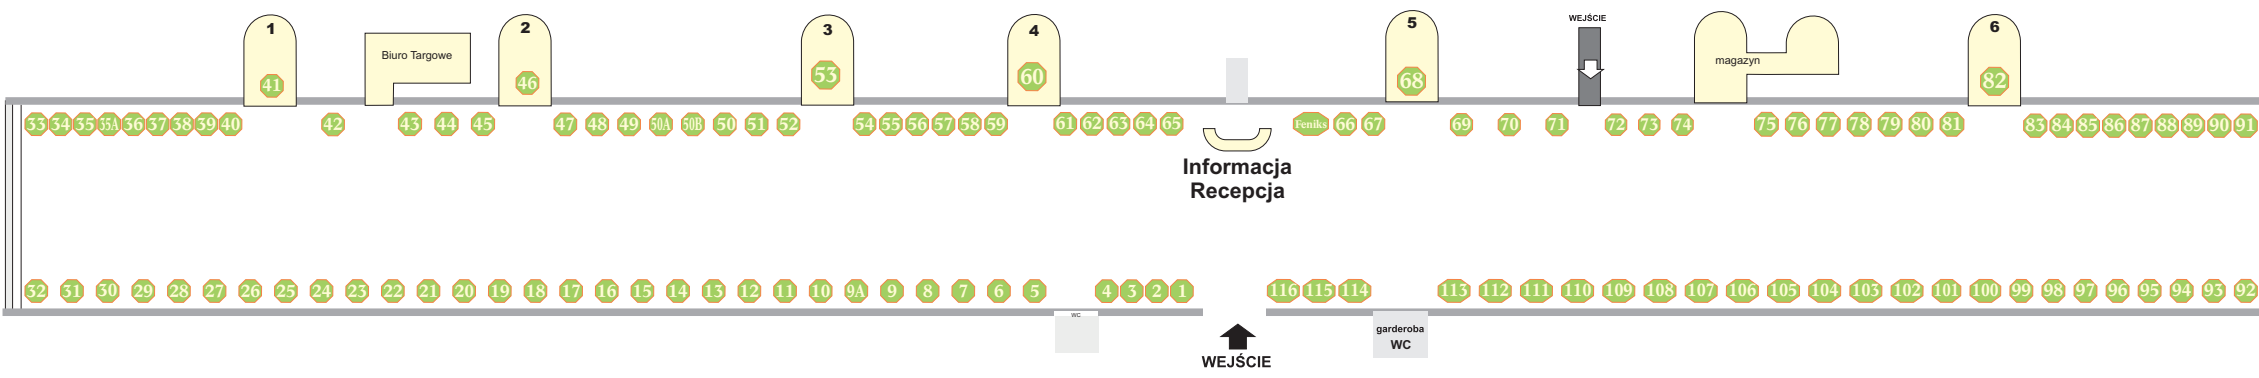 1 2 3 4 5 WEJŚCIE 6
Biuro Targowe magazyn
41 46 53 60 68 82
33 34 35 35A 36 37 38 39 40 42 43 44 45 47 48 49 50A 50B 50 51 52 54 55 56 57 58 59 61 62 63 64 65 Feniks 66 67 69 70 71 72 73 74 75 76 77 78 79 80 81 83 84 85 86 87 88 89 90 91
Informacja
Recepcja
32 31 30 29 28 27 26 25 24 23 22 21 20 19 18 17 16 15 14 13 12 11 10 9A 9 8 7 6 5 4 3 2 1 116 115 114 113 112 111 110 109 108 107 106 105 104 103 102 101 100 99 98 97 96 95 94 93 92
WC
garderoba
WC
WEJŚCIE